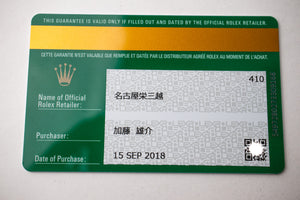 THIS GUARANTEE IS VALID ONLY IF FILLED OUT AND DATED BY THE OFFICIAL ROLEX RETAILER.
CETTE GARANTIE N'EST VALABLE QUE REMPLIE ET DATÉE PAR LE DISTRIBUTEUR AGRÉÉ ROLEX AU MOMENT DE L'ACHAT.
410
Name of Official
Rolex Retailer:
名古屋栄三越
Purchaser:
加藤 雄介
Date of Purchase:
15 SEP 2018